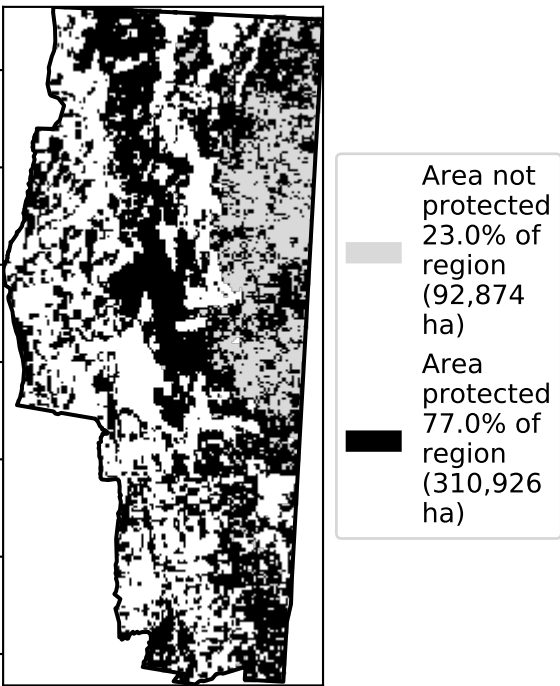 Area not
protected
23.0% of
region
(92,874
ha)
Area
protected
77.0% of
region
(310,926
ha)